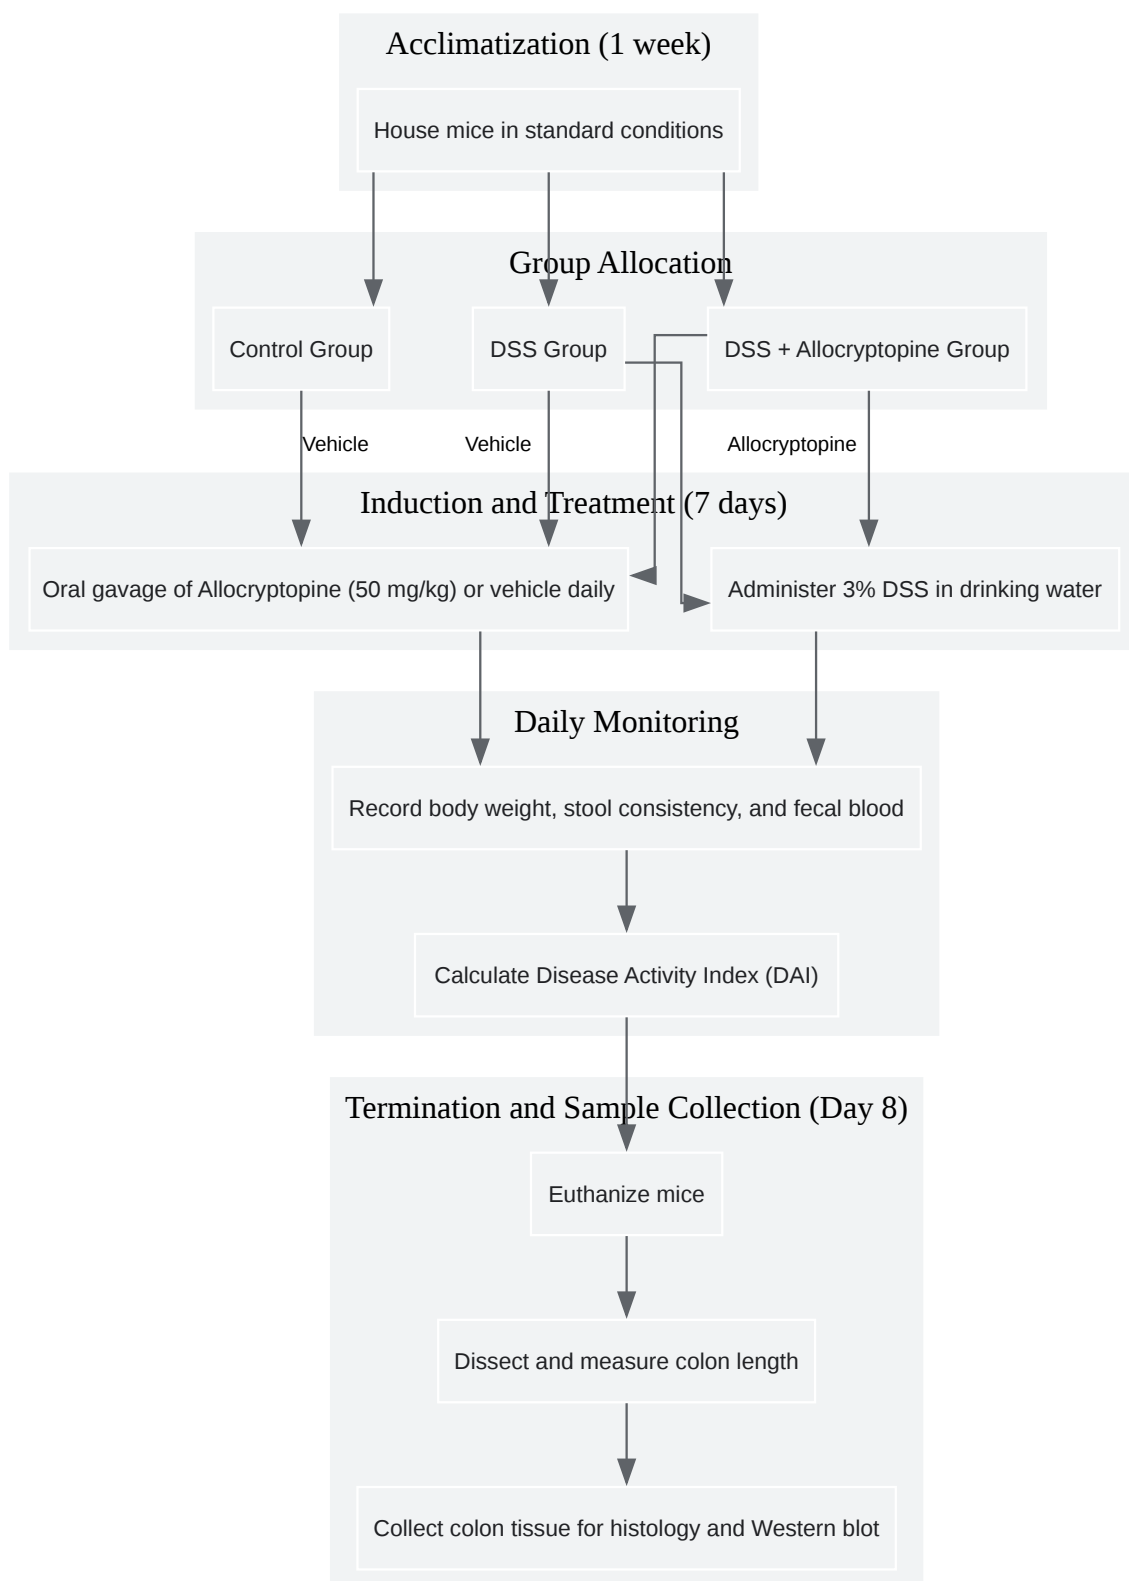 Acclimatization (1 week)
House mice in standard conditions
Group Allocation
Control Group
DSS Group
DSS + Allocryptopine Group
Vehicle
Vehicle
Allocryptopine
Induction and Treatment (7 days)
Oral gavage of Allocryptopine (50 mg/kg) or vehicle daily
Administer 3% DSS in drinking water
Daily Monitoring
Record body weight, stool consistency, and fecal blood
Calculate Disease Activity Index (DAI)
Termination and Sample Collection (Day 8)
Euthanize mice
Dissect and measure colon length
Collect colon tissue for histology and Western blot